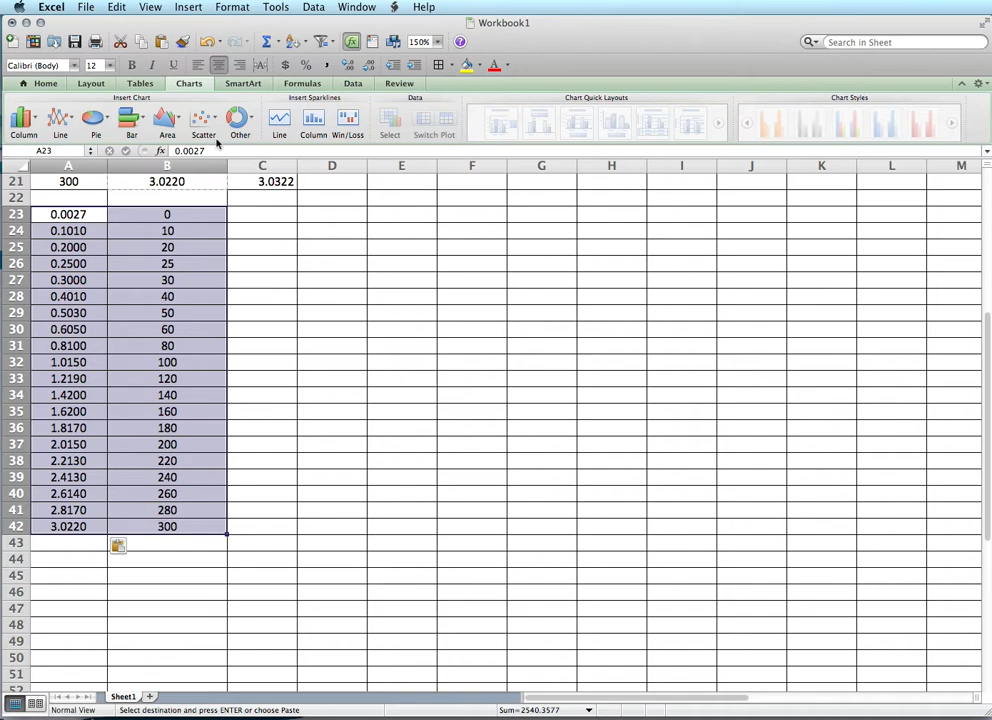 Excel File Edit View Insert Format Tools Data Window Help
Workbook1
150% Search in Sheet
Calibri (Body) 12 B I U A
Home Layout Tables Charts SmartArt Formulas Data Review
Insert Chart Insert Sparklines Data Chart Quick Layouts Chart Styles
Column Line Pie Bar Area Scatter Other Line Column Win/Loss Select Switch Plot
A23 fx 0.0027
A B C D E F G H I J K L M
21 300 3.0220 3.0322
22
23 0.0027 0
24 0.1010 10
25 0.2000 20
26 0.2500 25
27 0.3000 30
28 0.4010 40
29 0.5030 50
30 0.6050 60
31 0.8100 80
32 1.0150 100
33 1.2190 120
34 1.4200 140
35 1.6200 160
36 1.8170 180
37 2.0150 200
38 2.2130 220
39 2.4130 240
40 2.6140 260
41 2.8170 280
42 3.0220 300
43
44
45
46
47
48
49
50
51
52
Sheet1
Normal View Select destination and press ENTER or choose Paste Sum=2540.3577